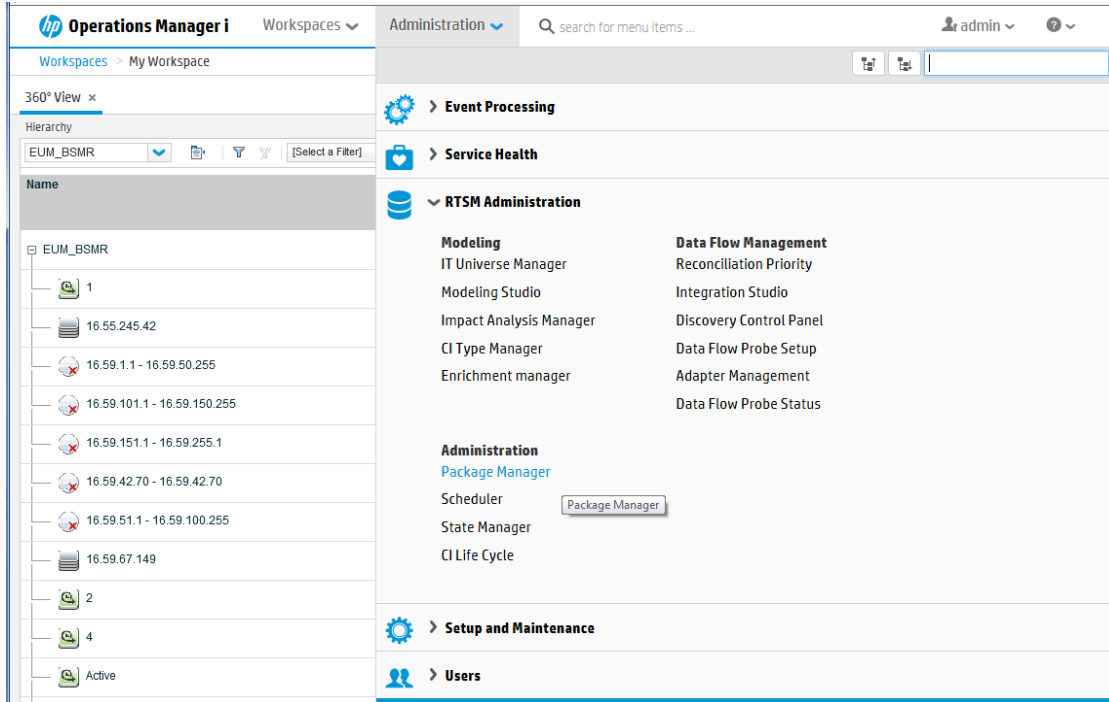 hp Operations Manager i Workspaces Administration search for menu items ... admin ?
Workspaces > My Workspace
360° View ×
Hierarchy
EUM_BSMR [Select a Filter]
Name
EUM_BSMR
1
16.55.245.42
16.59.1.1 - 16.59.50.255
16.59.101.1 - 16.59.150.255
16.59.151.1 - 16.59.255.1
16.59.42.70 - 16.59.42.70
16.59.51.1 - 16.59.100.255
16.59.67.149
2
4
Active
Event Processing
Service Health
RTSM Administration
Modeling
IT Universe Manager
Modeling Studio
Impact Analysis Manager
CI Type Manager
Enrichment manager
Data Flow Management
Reconciliation Priority
Integration Studio
Discovery Control Panel
Data Flow Probe Setup
Adapter Management
Data Flow Probe Status
Administration
Package Manager
Scheduler
Package Manager
State Manager
CI Life Cycle
Setup and Maintenance
Users